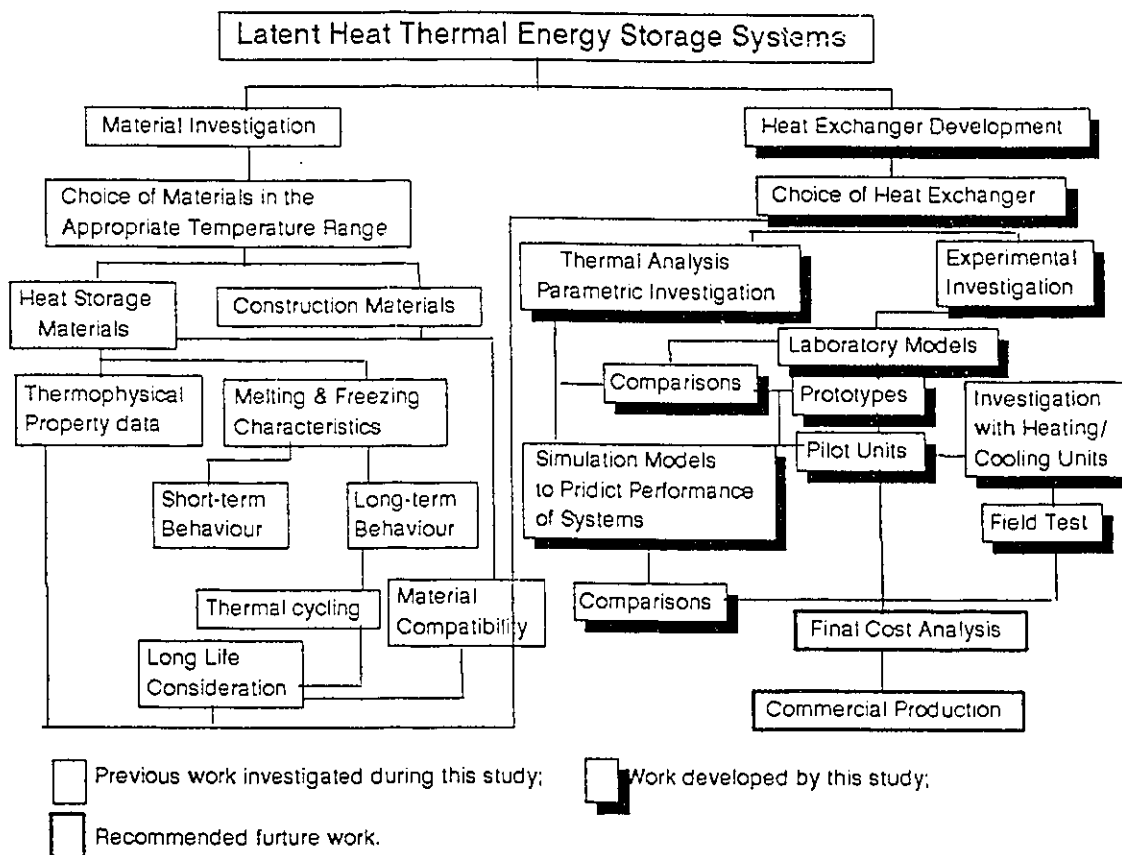 Latent Heat Thermal Energy Storage Systems
Material Investigation
Heat Exchanger Development
Choice of Materials in the
Appropriate Temperature Range
Choice of Heat Exchanger
Heat Storage
Materials
Construction Materials
Thermal Analysis
Parametric Investigation
Experimental
Investigation
Laboratory Models
Thermophysical
Property data
Melting & Freezing
Characteristics
Comparisons
Prototypes
Investigation
with Heating/
Cooling Units
Pilot Units
Simulation Models
to Pridict Performance
of Systems
Short-term
Behaviour
Long-term
Behaviour
Field Test
Thermal cycling
Material
Compatibility
Comparisons
Final Cost Analysis
Long Life
Consideration
Commercial Production
Previous work investigated during this study;
Work developed by this study;
Recommended furture work.